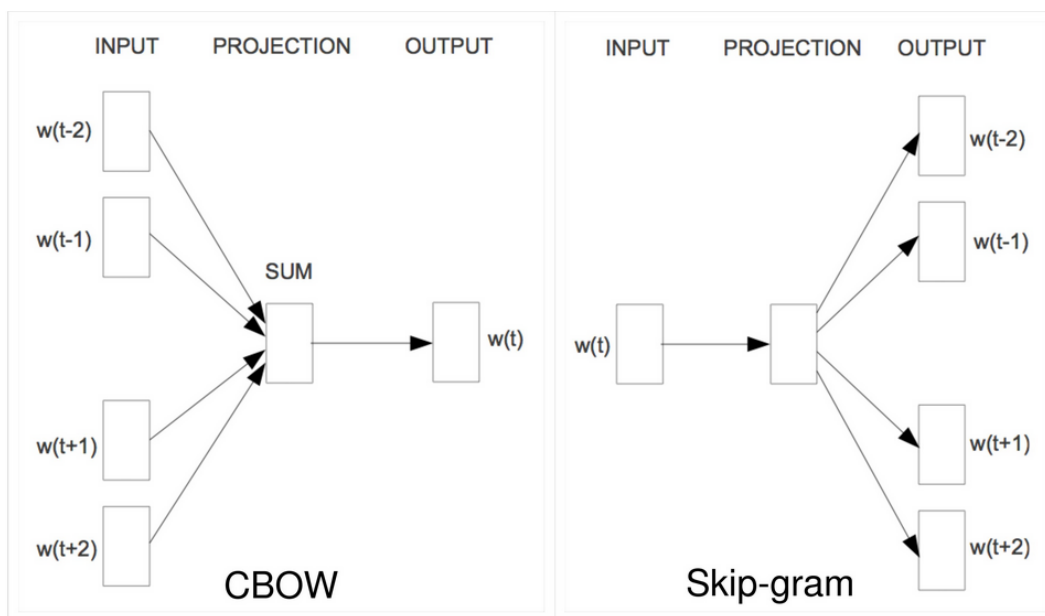 INPUT PROJECTION OUTPUT
w(t-2)
w(t-1)
SUM
w(t)
w(t+1)
w(t+2)
CBOW
INPUT PROJECTION OUTPUT
w(t-2)
w(t-1)
w(t)
w(t+1)
w(t+2)
Skip-gram